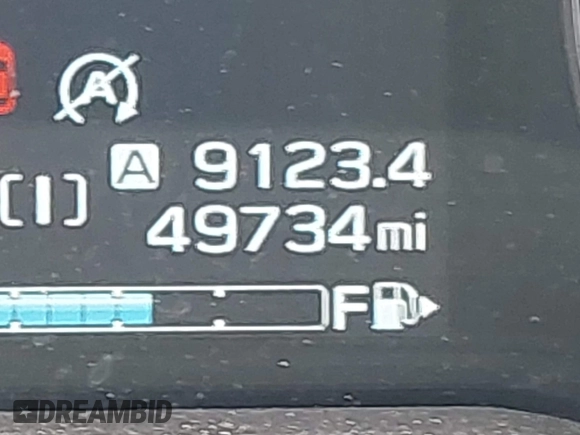 A
A 9123.4
[I]
49734mi
F
DREAMBID